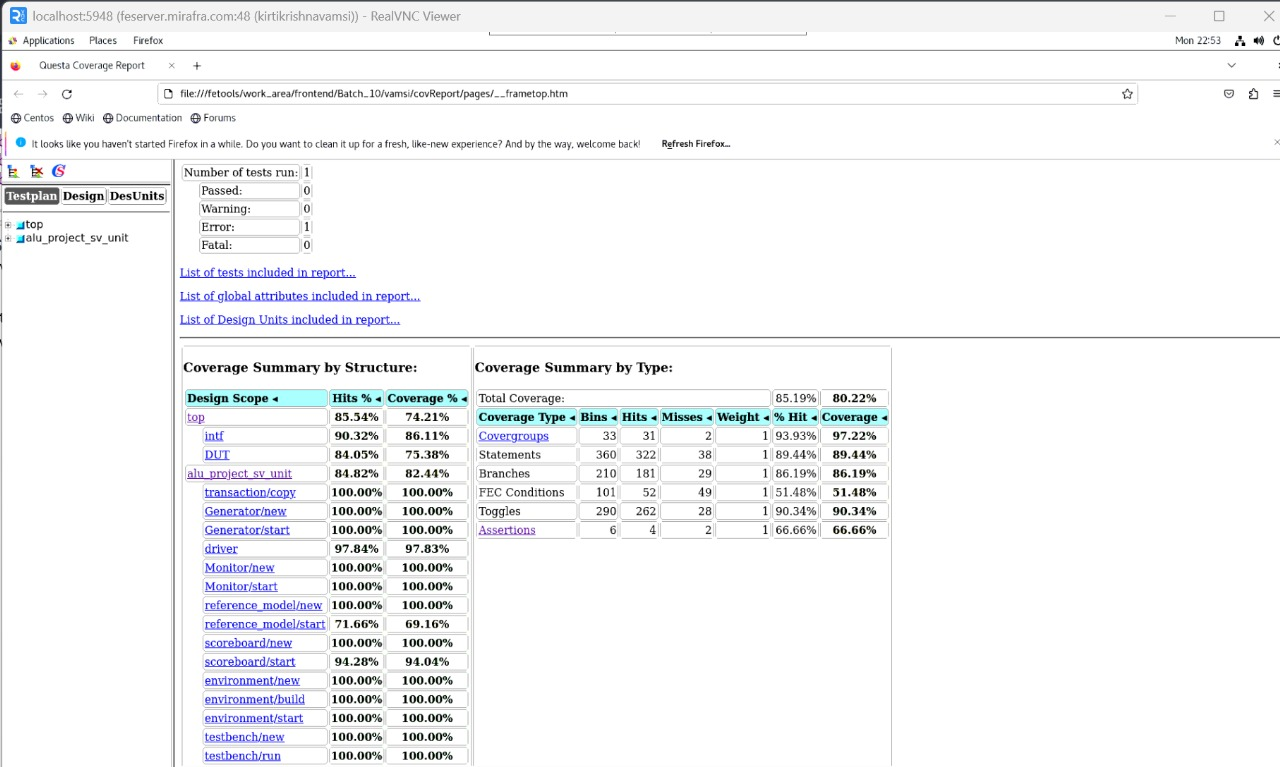 localhost:5948 (feserver.mirafra.com:48 (kirtikrishnavamsi)) - RealVNC Viewer
Applications Places Firefox Mon 22:53
Questa Coverage Report
file:///fetools/work_area/frontend/Batch_10/vamsi/covReport/pages/__frametop.htm
Centos Wiki Documentation Forums
It looks like you haven't started Firefox in a while. Do you want to clean it up for a fresh, like-new experience? And by the way, welcome back! Refresh Firefox...
Testplan Design DesUnits
top
alu_project_sv_unit
Number of tests run: 1
Passed: 0
Warning: 0
Error: 1
Fatal: 0
List of tests included in report...
List of global attributes included in report...
List of Design Units included in report...
Coverage Summary by Structure:
Design Scope Hits % Coverage %
top 85.54% 74.21%
intf 90.32% 86.11%
DUT 84.05% 75.38%
alu_project_sv_unit 84.82% 82.44%
transaction/copy 100.00% 100.00%
Generator/new 100.00% 100.00%
Generator/start 100.00% 100.00%
driver 97.84% 97.83%
Monitor/new 100.00% 100.00%
Monitor/start 100.00% 100.00%
reference_model/new 100.00% 100.00%
reference_model/start 71.66% 69.16%
scoreboard/new 100.00% 100.00%
scoreboard/start 94.28% 94.04%
environment/new 100.00% 100.00%
environment/build 100.00% 100.00%
environment/start 100.00% 100.00%
testbench/new 100.00% 100.00%
testbench/run 100.00% 100.00%
Coverage Summary by Type:
Total Coverage: 85.19% 80.22%
Coverage Type Bins Hits Misses Weight % Hit Coverage
Covergroups 33 31 2 1 93.93% 97.22%
Statements 360 322 38 1 89.44% 89.44%
Branches 210 181 29 1 86.19% 86.19%
FEC Conditions 101 52 49 1 51.48% 51.48%
Toggles 290 262 28 1 90.34% 90.34%
Assertions 6 4 2 1 66.66% 66.66%